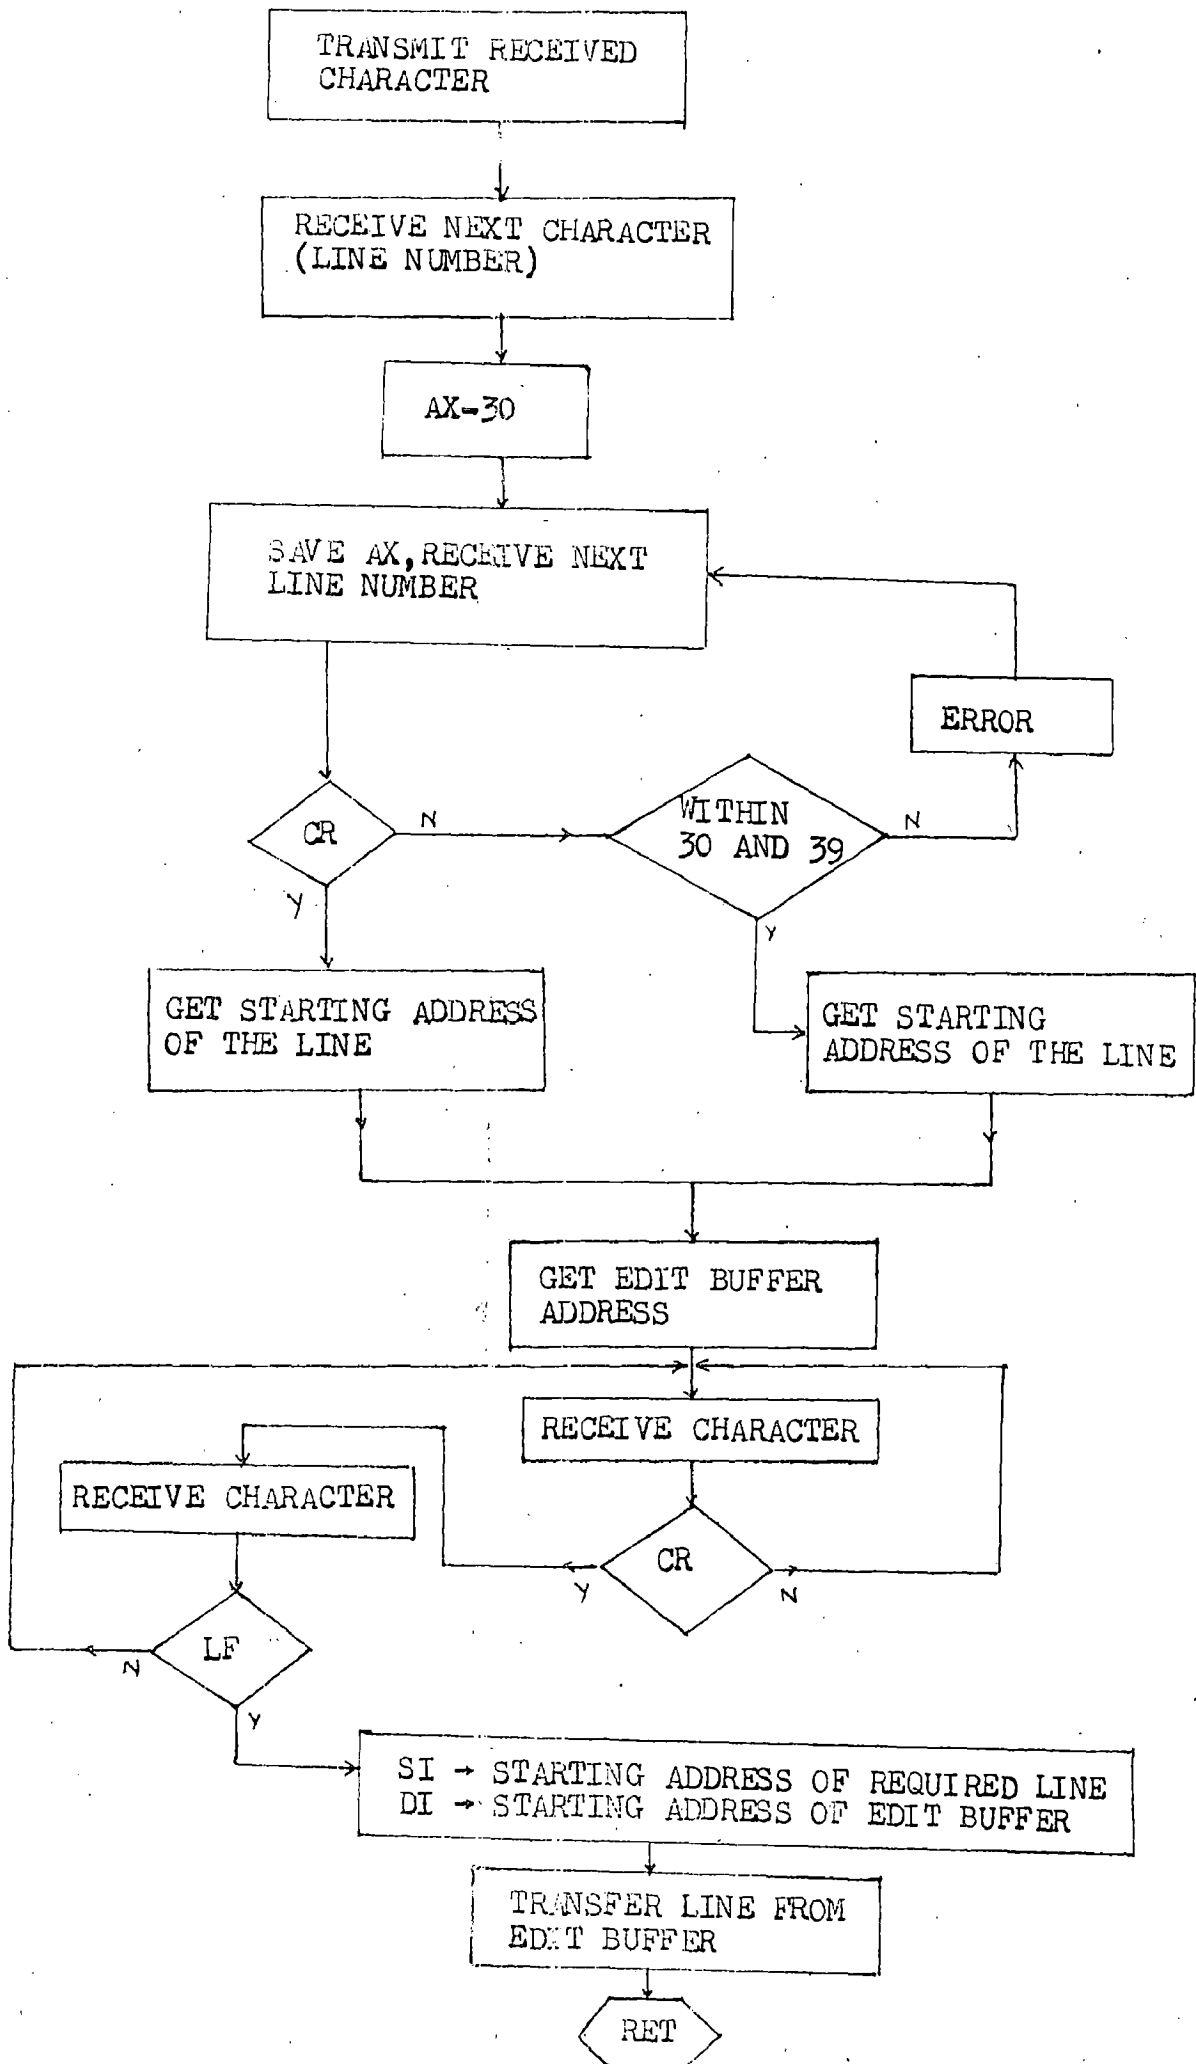 TRANSMIT RECEIVED
CHARACTER
RECEIVE NEXT CHARACTER
(LINE NUMBER)
AX-30
SAVE AX,RECEIVE NEXT
LINE NUMBER
ERROR
CR
N
WITHIN
30 AND 39
N
Y
Y
GET STARTING ADDRESS
OF THE LINE
GET STARTING
ADDRESS OF THE LINE
GET EDIT BUFFER
ADDRESS
RECEIVE CHARACTER
RECEIVE CHARACTER
CR
Y
N
LF
N
Y
SI → STARTING ADDRESS OF REQUIRED LINE
DI → STARTING ADDRESS OF EDIT BUFFER
TRANSFER LINE FROM
EDIT BUFFER
RET